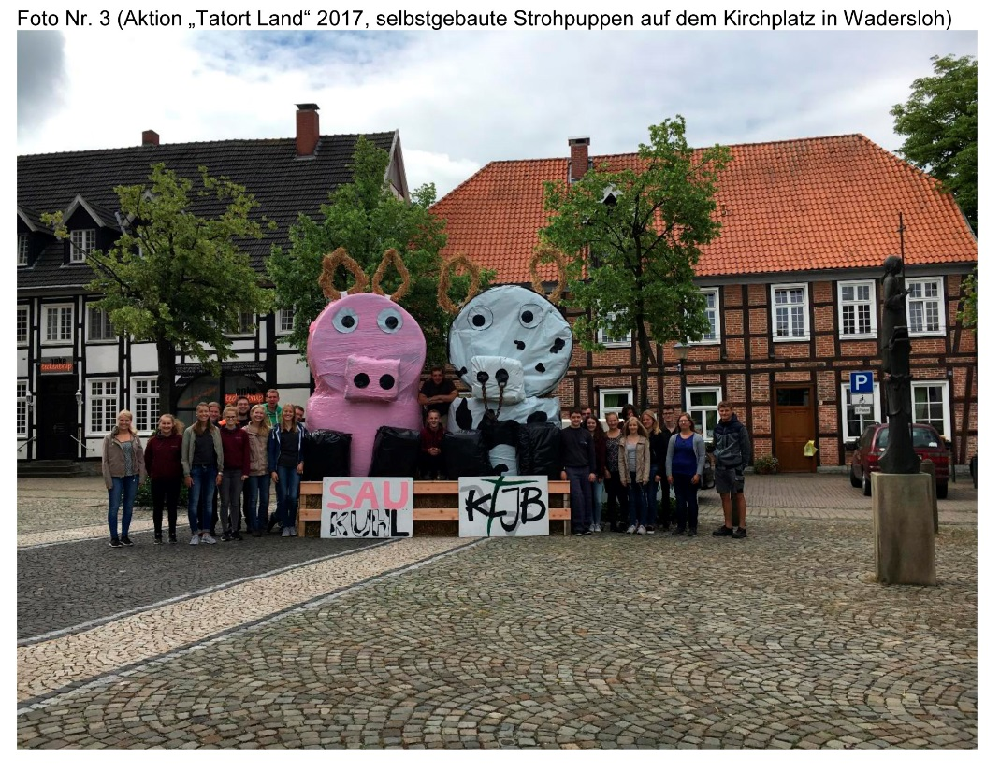 Foto Nr. 3 (Aktion „Tatort Land“ 2017, selbstgebaute Strohpuppen auf dem Kirchplatz in Wadersloh)
P
SAU
KUHL
KLJB